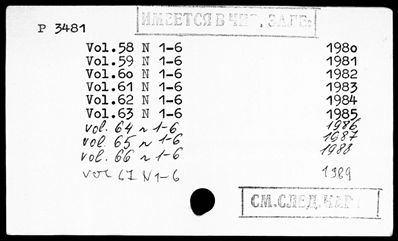 ИМЕЕТСЯ В ЧИТ. ЗАЛЕ:
P 3481
Vol.58 N 1-6 1980
Vol.59 N 1-6 1981
Vol.60 N 1-6 1982
Vol.61 N 1-6 1983
Vol.62 N 1-6 1984
Vol.63 N 1-6 1985
vol. 64 N 1-6 1986
vol. 65 N 1-6 1987
vol. 66 N 1-6 1988
vol 67 N 1-6 1989
СМ.СЛЕД.КАРТ